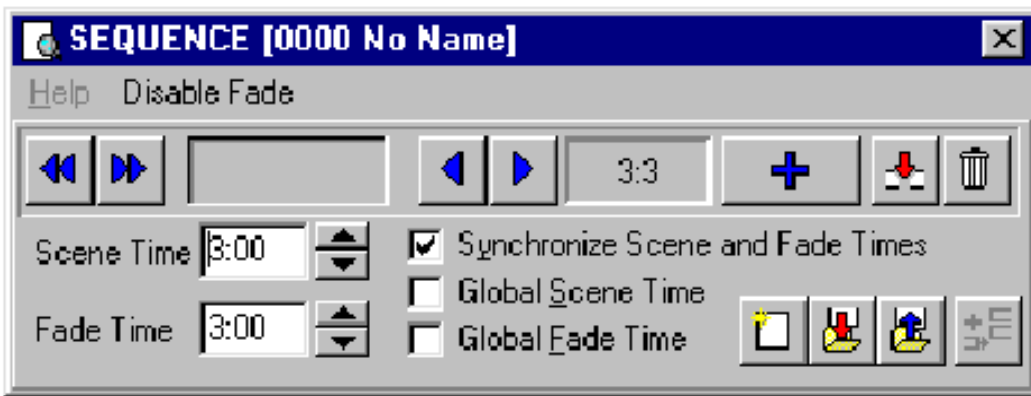 SEQUENCE [0000 No Name]
Help Disable Fade
3:3
Scene Time 3:00
Synchronize Scene and Fade Times
Global Scene Time
Fade Time 3:00
Global Fade Time